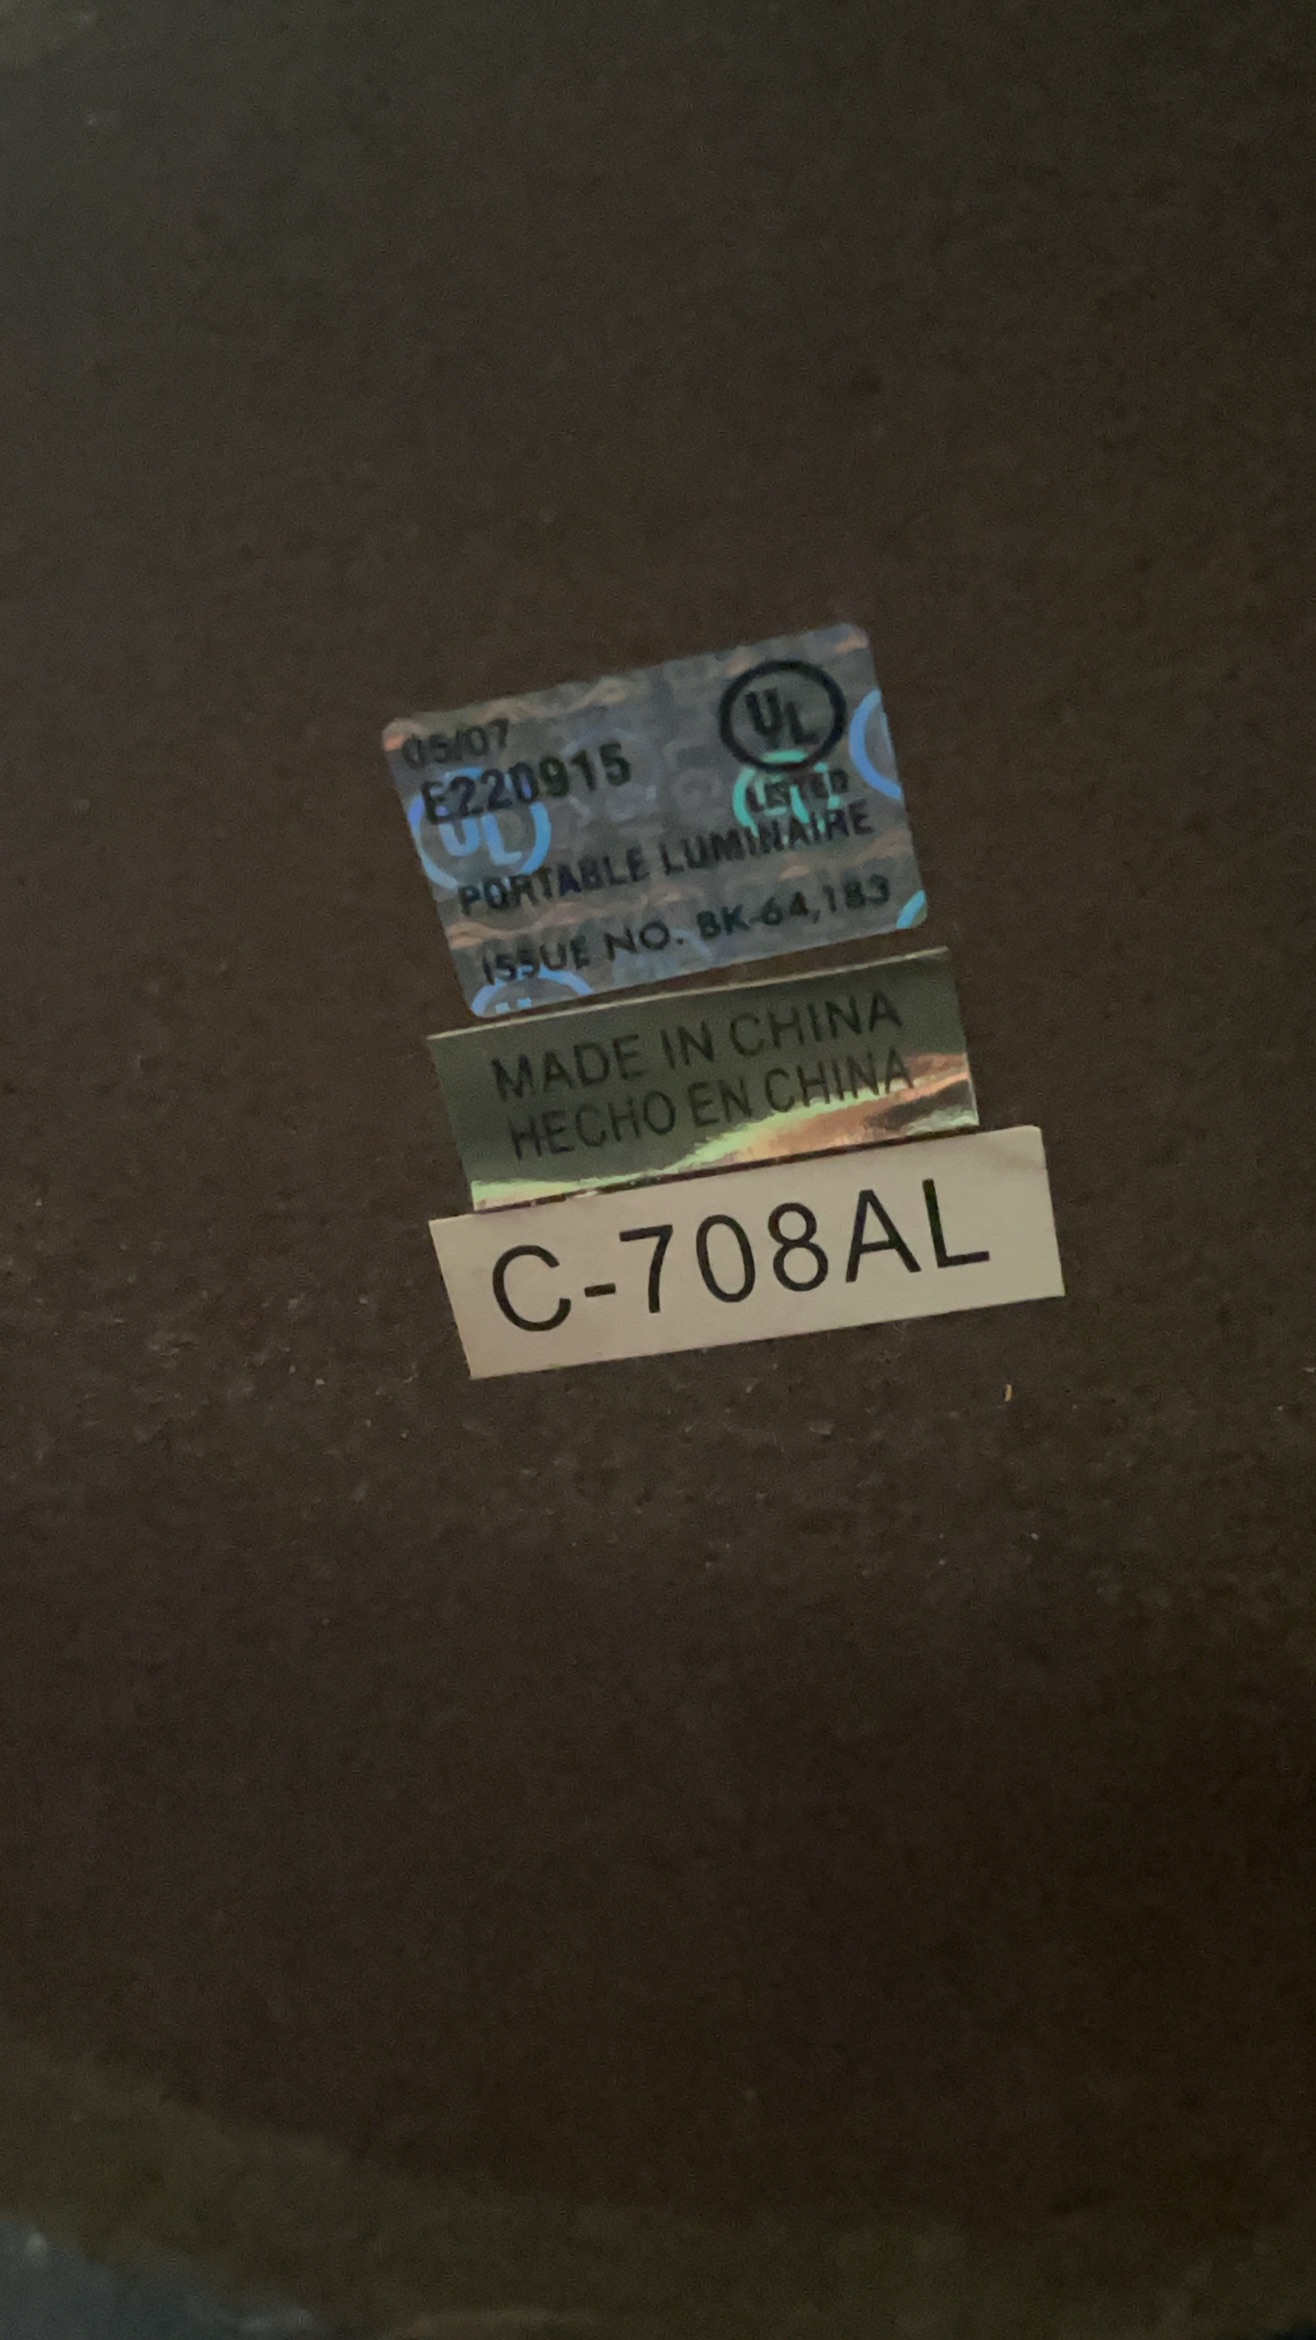 05/07
E220915
UL
LISTED
PORTABLE LUMINAIRE
ISSUE NO. BK-64,183
MADE IN CHINA
HECHO EN CHINA
C-708AL